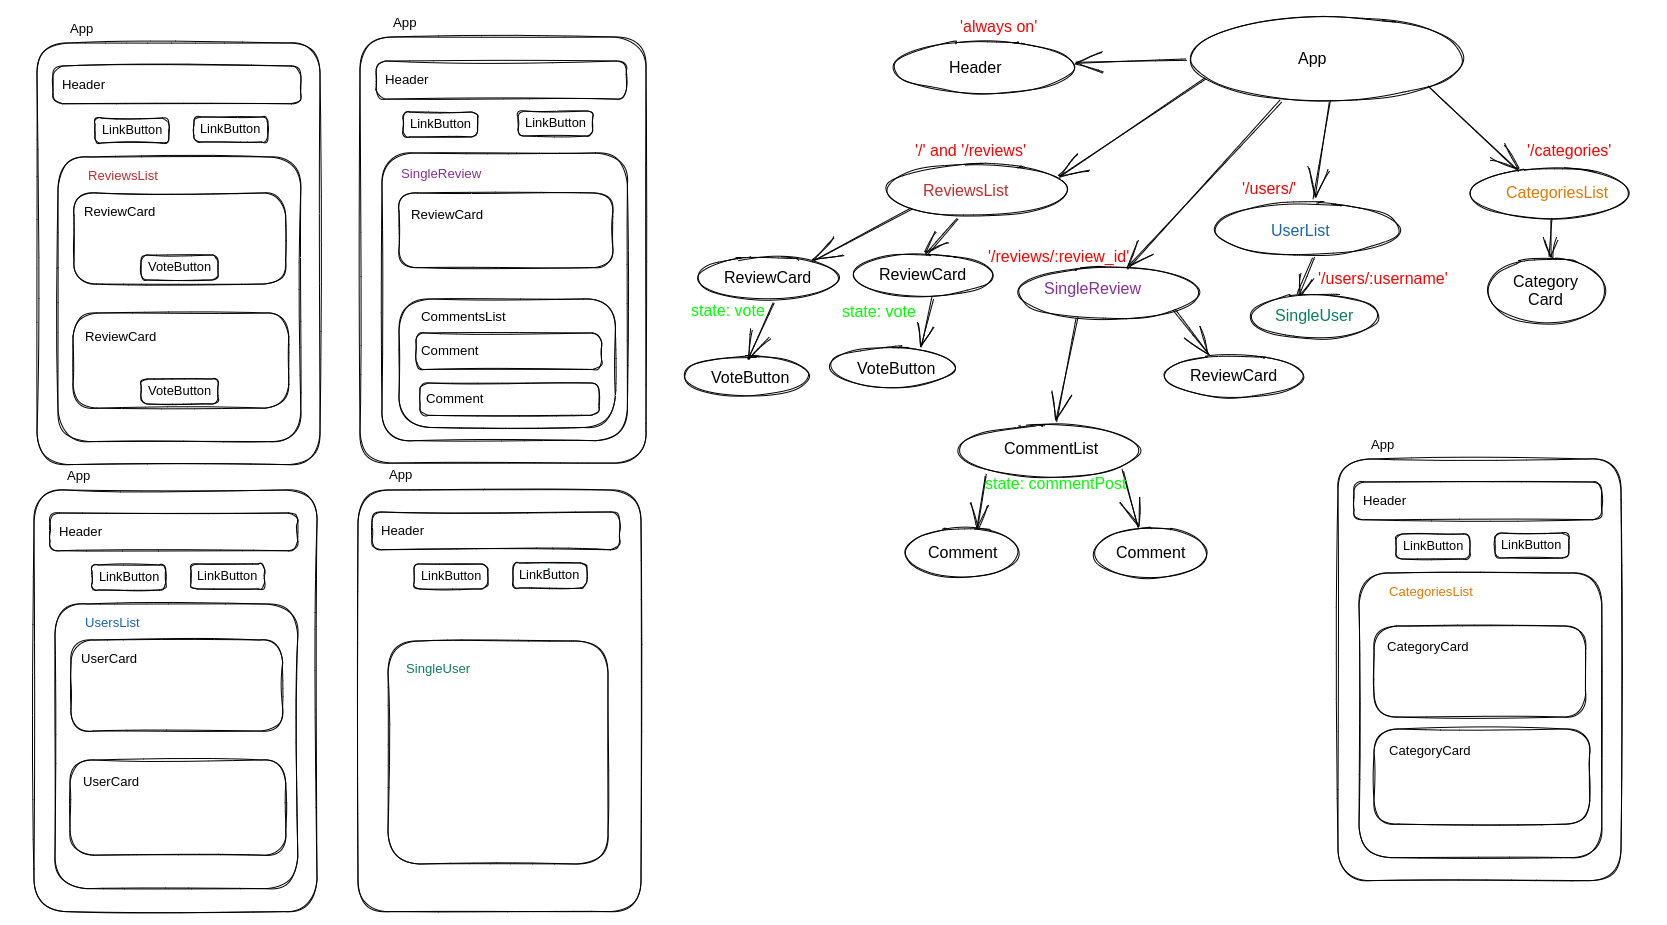 App
Header
LinkButton
LinkButton
ReviewsList
ReviewCard
VoteButton
ReviewCard
VoteButton
App
Header
LinkButton
LinkButton
SingleReview
ReviewCard
CommentsList
Comment
Comment
App
Header
LinkButton
LinkButton
UsersList
UserCard
UserCard
App
Header
LinkButton
LinkButton
SingleUser
'always on'
Header
App
'/' and '/reviews'
ReviewsList
'/categories'
CategoriesList
'/users/'
UserList
'/reviews/:review_id'
SingleReview
'/users/:username'
SingleUser
Category
Card
ReviewCard
ReviewCard
state: vote
state: vote
VoteButton
VoteButton
ReviewCard
CommentList
state: commentPost
Comment
Comment
App
Header
LinkButton
LinkButton
CategoriesList
CategoryCard
CategoryCard